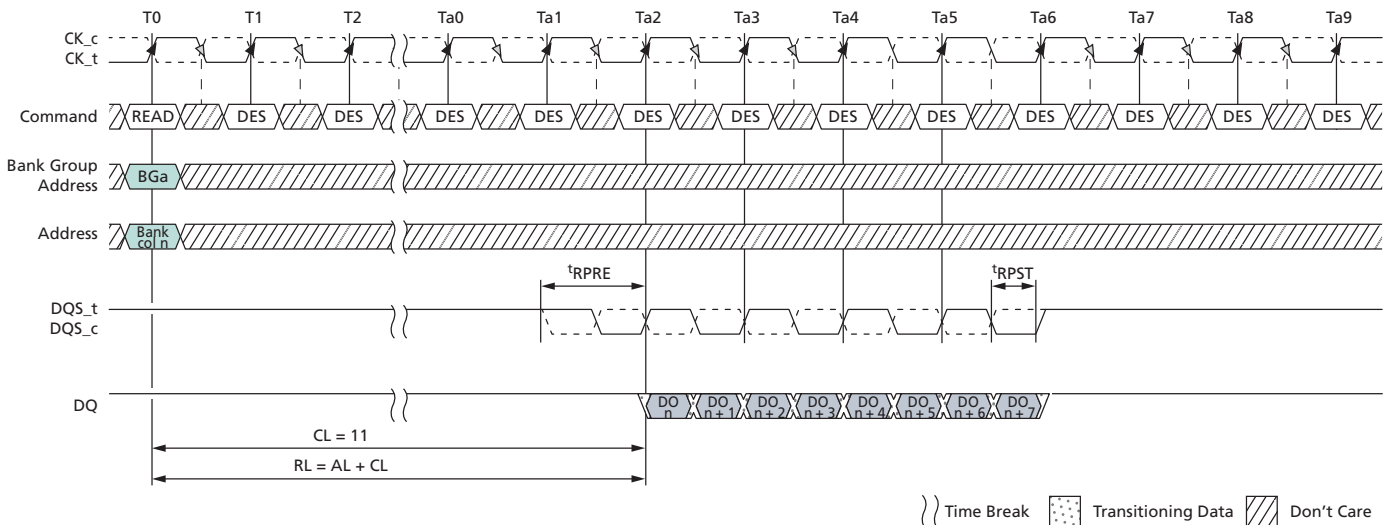 T0 T1 T2 Ta0 Ta1 Ta2 Ta3 Ta4 Ta5 Ta6 Ta7 Ta8 Ta9
CK_c
CK_t
Command READ DES DES DES DES DES DES DES DES DES DES DES DES
Bank Group
Address
BGa
Address
Bank
col n
tRPRE
tRPST
DQS_t
DQS_c
DQ
DO
n
DO
n + 1
DO
n + 2
DO
n + 3
DO
n + 4
DO
n + 5
DO
n + 6
DO
n + 7
CL = 11
RL = AL + CL
Time Break Transitioning Data Don't Care